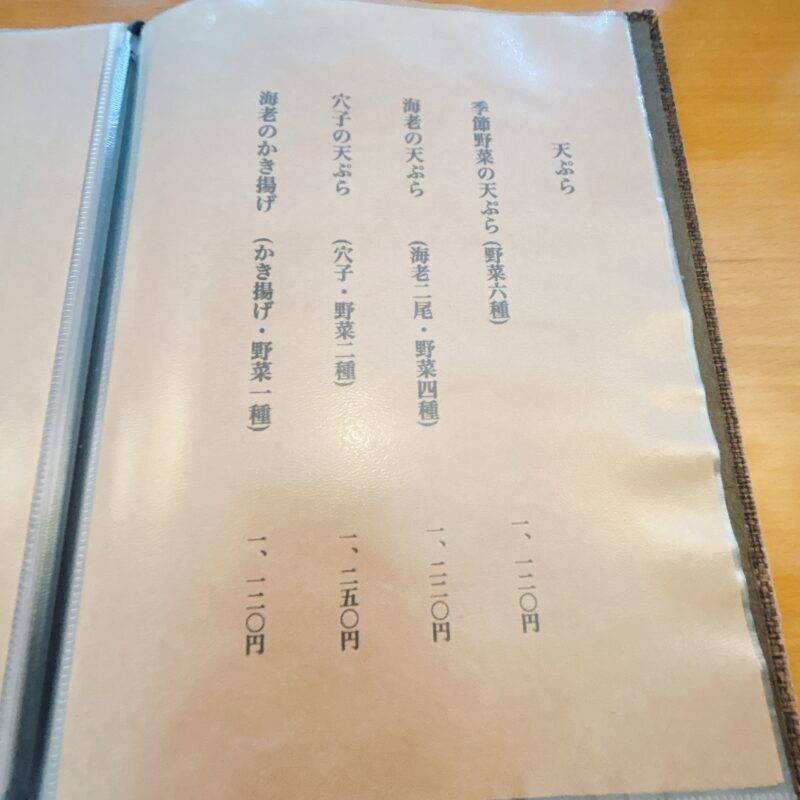 天ぷら
季節野菜の天ぷら (野菜六種) 一、一二〇円
海老の天ぷら (海老二尾・野菜四種) 一、二二〇円
穴子の天ぷら (穴子・野菜二種) 一、二五〇円
海老のかき揚げ (かき揚げ・野菜一種) 一、一二〇円